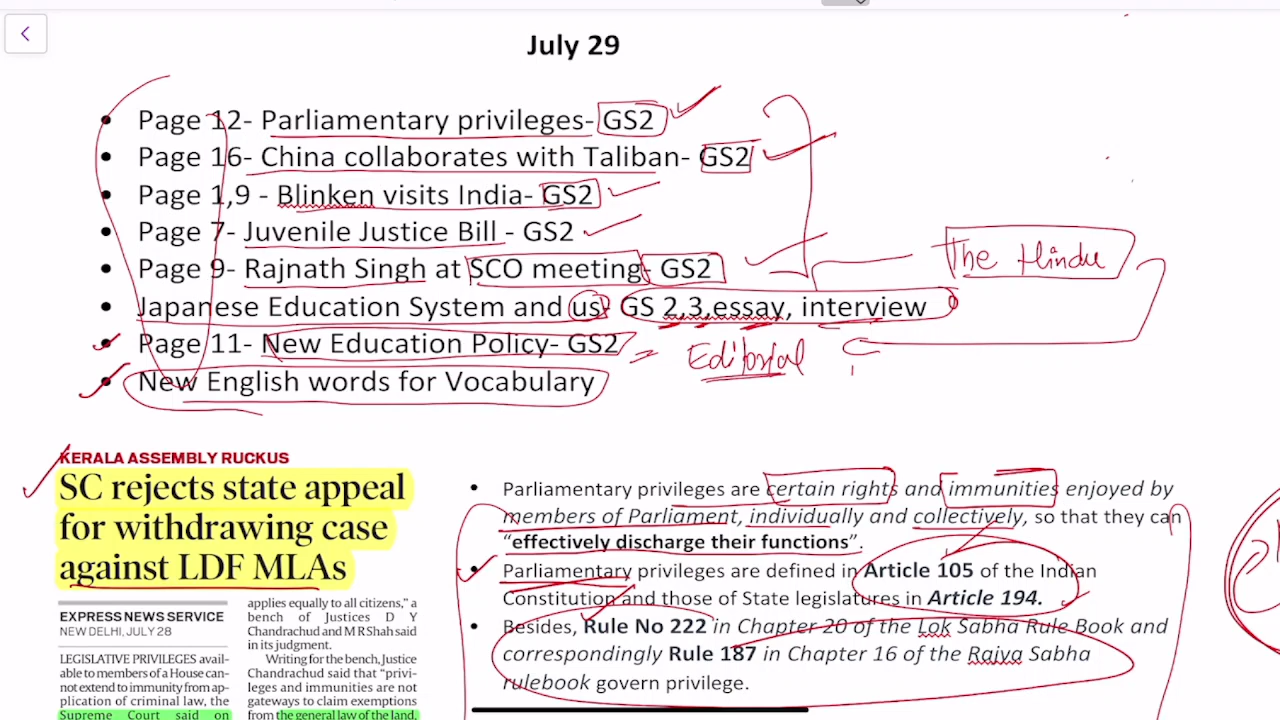 July 29
Page 12- Parliamentary privileges- GS2
Page 16- China collaborates with Taliban- GS2
Page 1,9 - Blinken visits India- GS2
Page 7- Juvenile Justice Bill - GS2
Page 9- Rajnath Singh at SCO meeting- GS2
The Hindu
Japanese Education System and us- GS 2,3,essay, interview
Page 11- New Education Policy- GS2
= Editorial
New English words for Vocabulary
KERALA ASSEMBLY RUCKUS
SC rejects state appeal
for withdrawing case
against LDF MLAs
EXPRESS NEWS SERVICE
NEW DELHI, JULY 28
LEGISLATIVE PRIVILEGES avail-
able to members of a House can-
not extend to immunity from ap-
plication of criminal law, the
Supreme Court said on
applies equally to all citizens,” a
bench of Justices D Y
Chandrachud and M R Shah said
in its judgment.
Writing for the bench, Justice
Chandrachud said that “privi-
leges and immunities are not
gateways to claim exemptions
from the general law of the land,
Parliamentary privileges are certain rights and immunities enjoyed by
members of Parliament, individually and collectively, so that they can
“effectively discharge their functions”.
Parliamentary privileges are defined in Article 105 of the Indian
Constitution and those of State legislatures in Article 194.
Besides, Rule No 222 in Chapter 20 of the Lok Sabha Rule Book and
correspondingly Rule 187 in Chapter 16 of the Rajya Sabha
rulebook govern privilege.